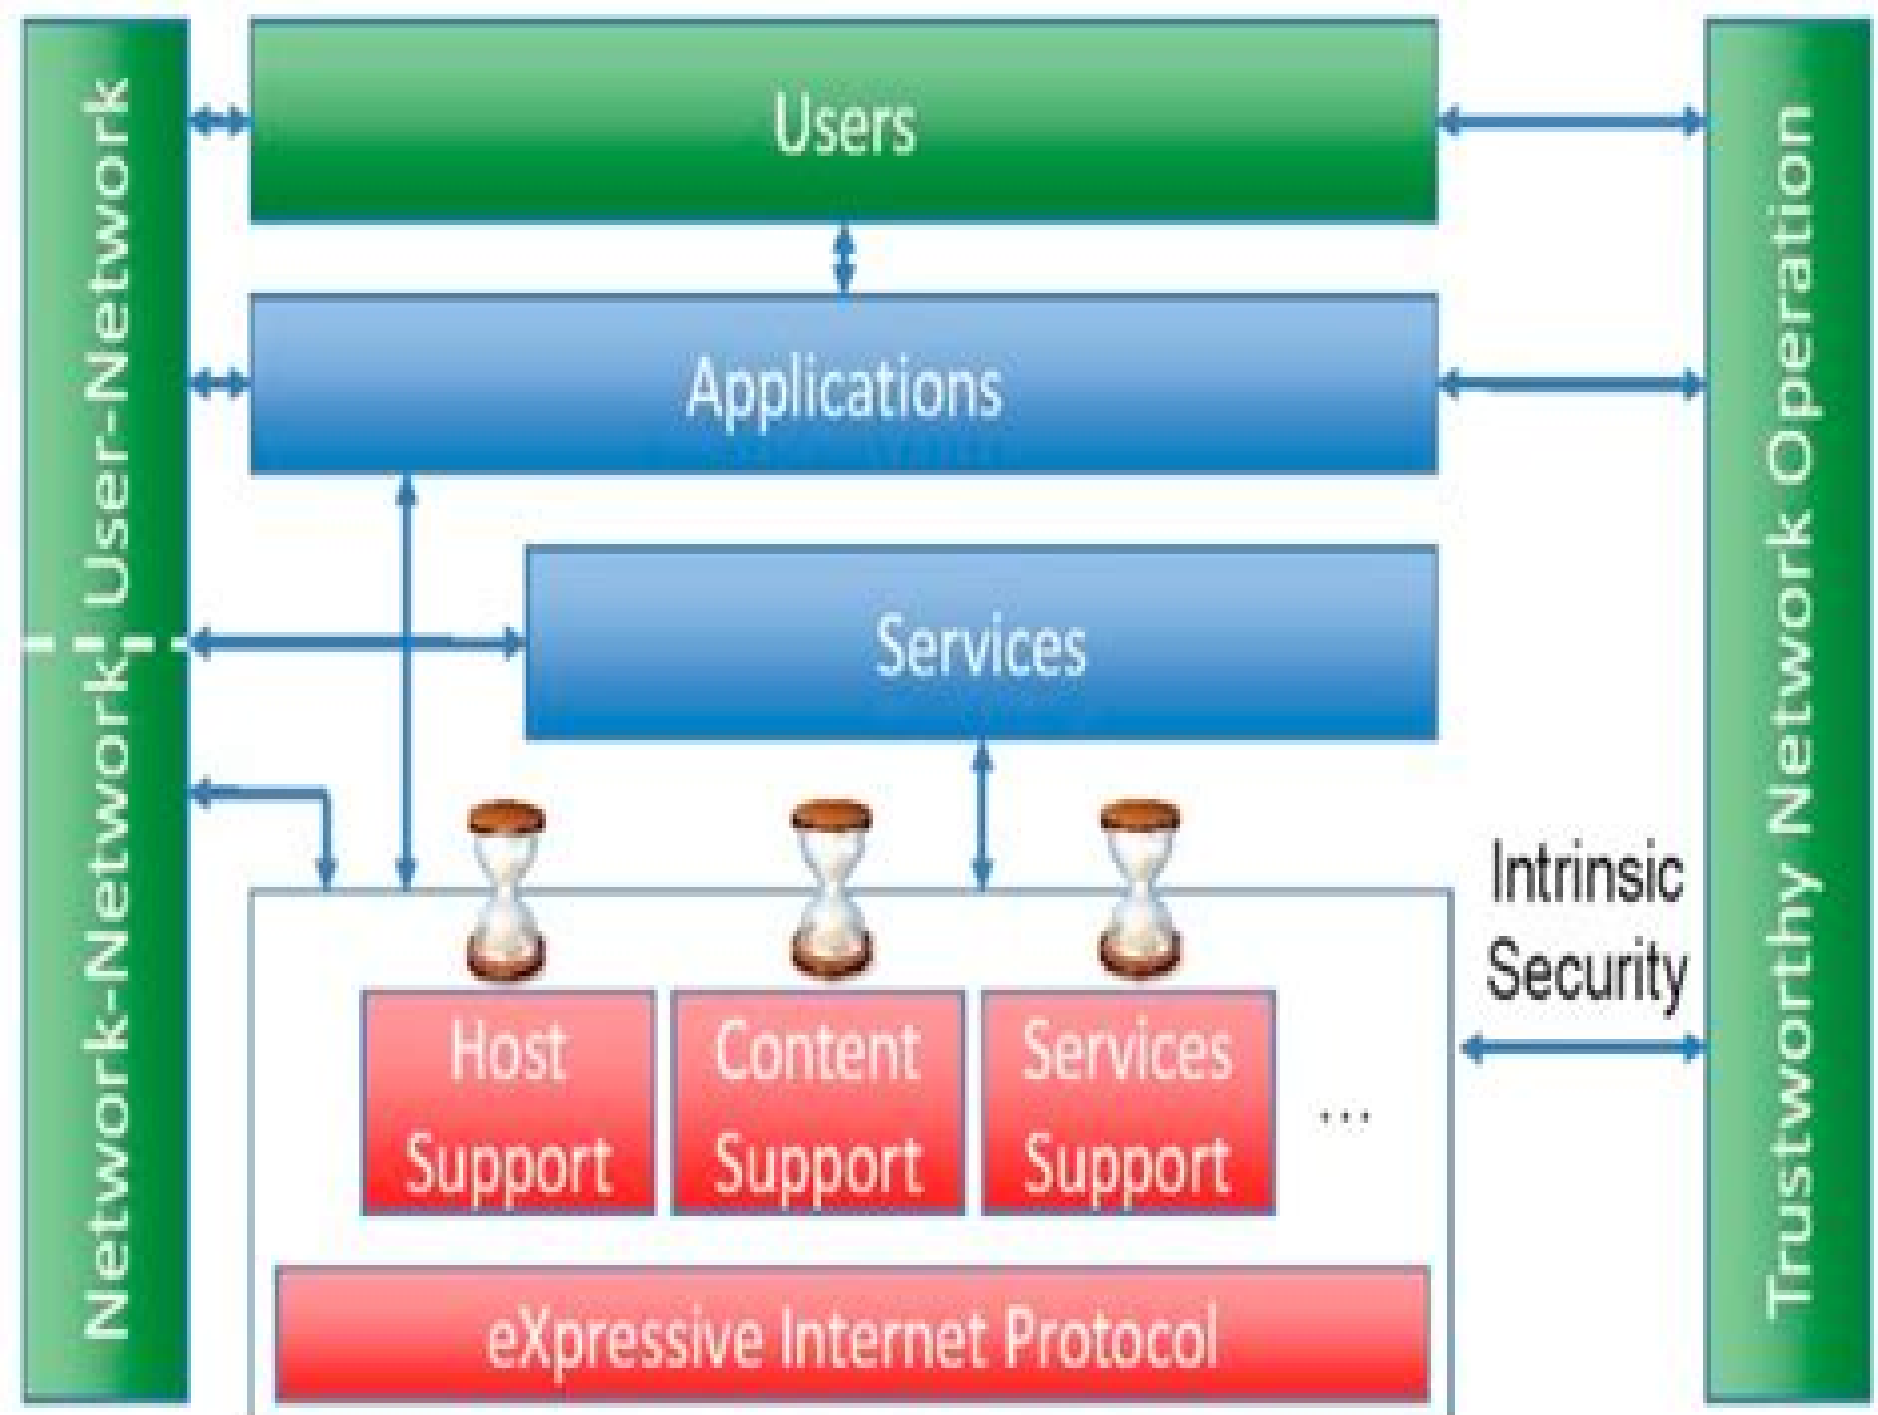 User-Network
Network-Network
Users
Applications
Services
Host
Support
Content
Support
Services
Support
...
eXpressive Internet Protocol
Intrinsic
Security
Trustworthy Network Operation